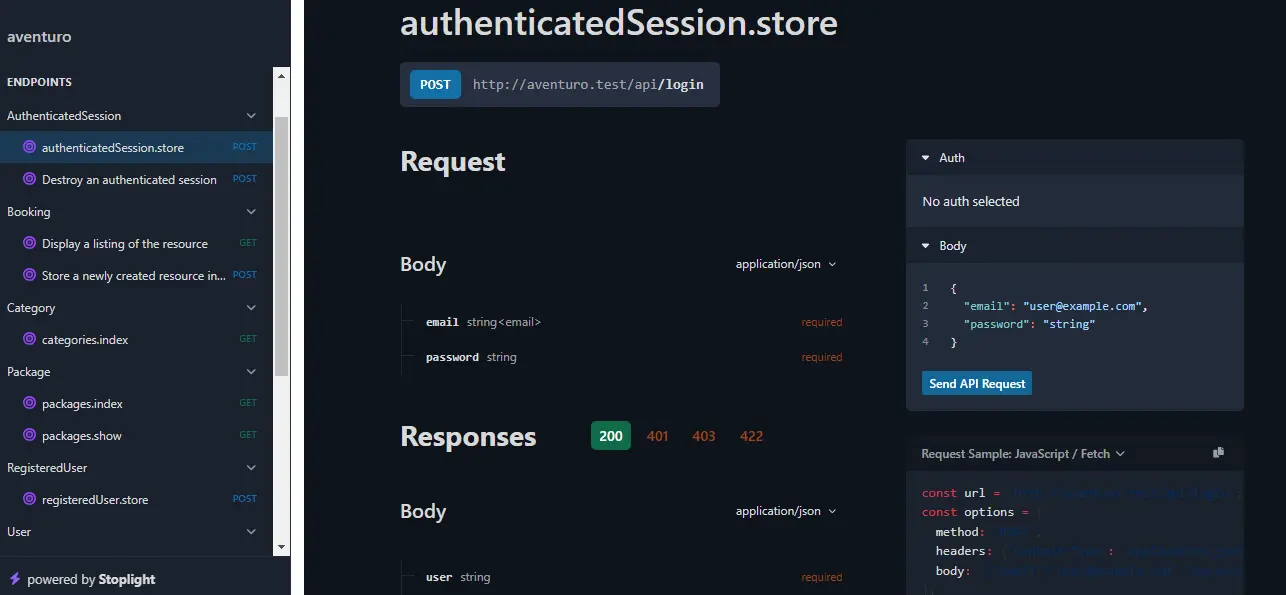 aventuro
ENDPOINTS
AuthenticatedSession
authenticatedSession.store POST
Destroy an authenticated session POST
Booking
Display a listing of the resource GET
Store a newly created resource in... POST
Category
categories.index GET
Package
packages.index GET
packages.show GET
RegisteredUser
registeredUser.store POST
User
powered by Stoplight
authenticatedSession.store
POST http://aventuro.test/api/login
Request
Body application/json
email string<email> required
password string required
Responses 200 401 403 422
Body application/json
user string required
Auth
No auth selected
Body
1 {
2 "email": "user@example.com",
3 "password": "string"
4 }
Send API Request
Request Sample: JavaScript / Fetch
const url =
const options =
method:
headers:
body: